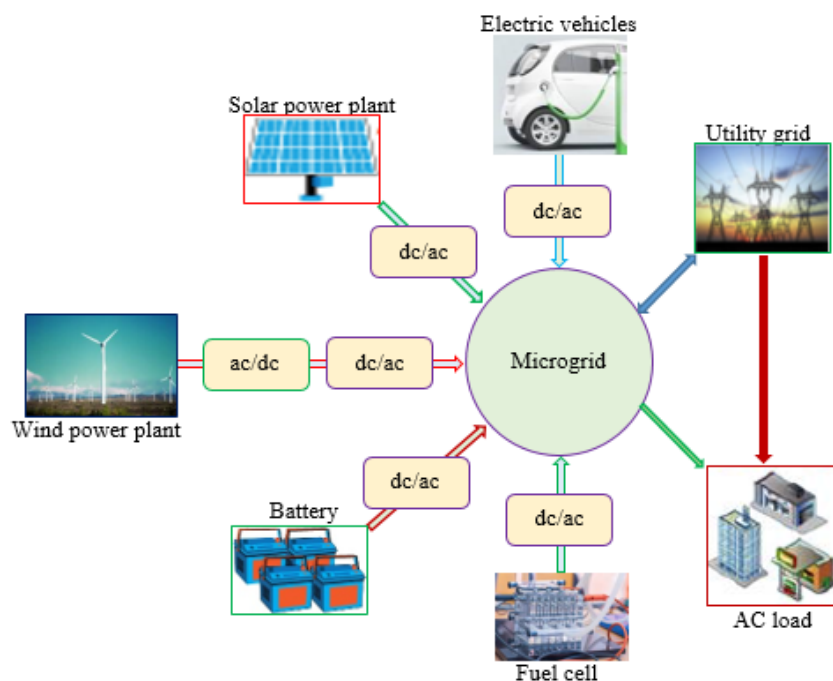 Electric vehicles
Solar power plant
Utility grid
dc/ac
dc/ac
Microgrid
ac/dc
dc/ac
Wind power plant
dc/ac
Battery
dc/ac
AC load
Fuel cell